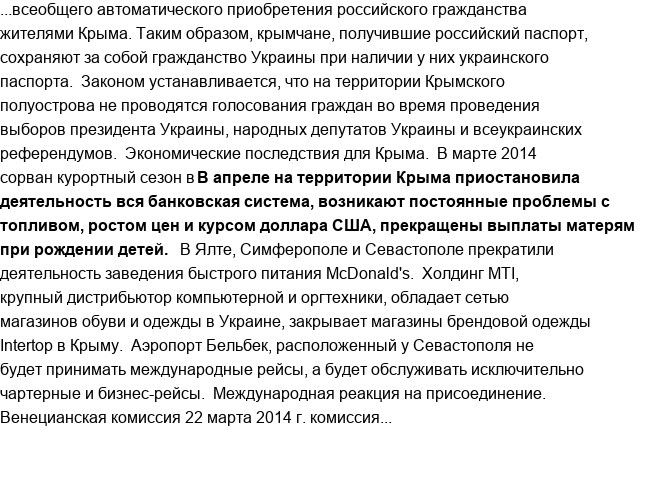 ...всеобщего автоматического приобретения российского гражданства
жителями Крыма. Таким образом, крымчане, получившие российский паспорт,
сохраняют за собой гражданство Украины при наличии у них украинского
паспорта.  Законом устанавливается, что на территории Крымского
полуострова не проводятся голосования граждан во время проведения
выборов президента Украины, народных депутатов Украины и всеукраинских
референдумов.  Экономические последствия для Крыма.  В марте 2014
сорван курортный сезон в В апреле на территории Крыма приостановила
деятельность вся банковская система, возникают постоянные проблемы с
топливом, ростом цен и курсом доллара США, прекращены выплаты матерям
при рождении детей.   В Ялте, Симферополе и Севастополе прекратили
деятельность заведения быстрого питания McDonald's.  Холдинг MTI,
крупный дистрибьютор компьютерной и оргтехники, обладает сетью
магазинов обуви и одежды в Украине, закрывает магазины брендовой одежды
Intertop в Крыму.  Аэропорт Бельбек, расположенный у Севастополя не
будет принимать международные рейсы, а будет обслуживать исключительно
чартерные и бизнес-рейсы.  Международная реакция на присоединение.
Венецианская комиссия 22 марта 2014 г. комиссия...